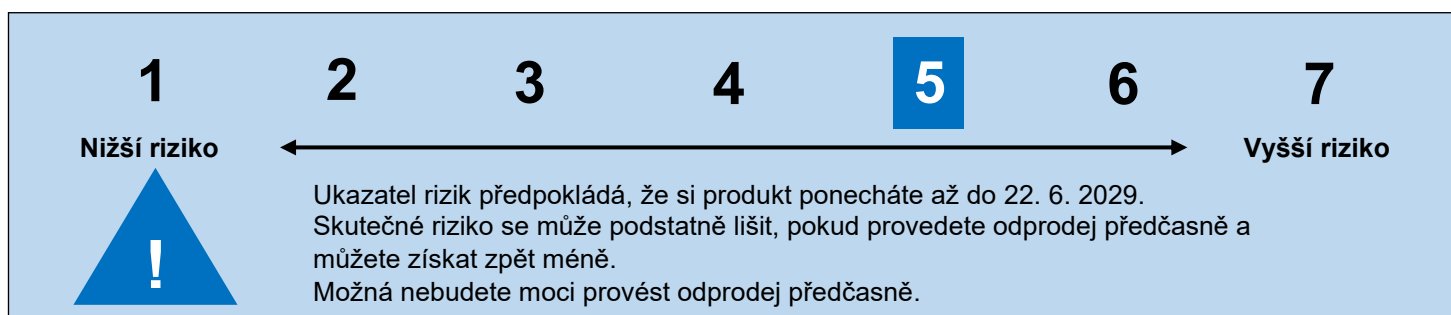 1 2 3 4 5 6 7
Nižší riziko Vyšší riziko
!
Ukazatel rizik předpokládá, že si produkt ponecháte až do 22. 6. 2029.
Skutečné riziko se může podstatně lišit, pokud provedete odprodej předčasně a
můžete získat zpět méně.
Možná nebudete moci provést odprodej předčasně.